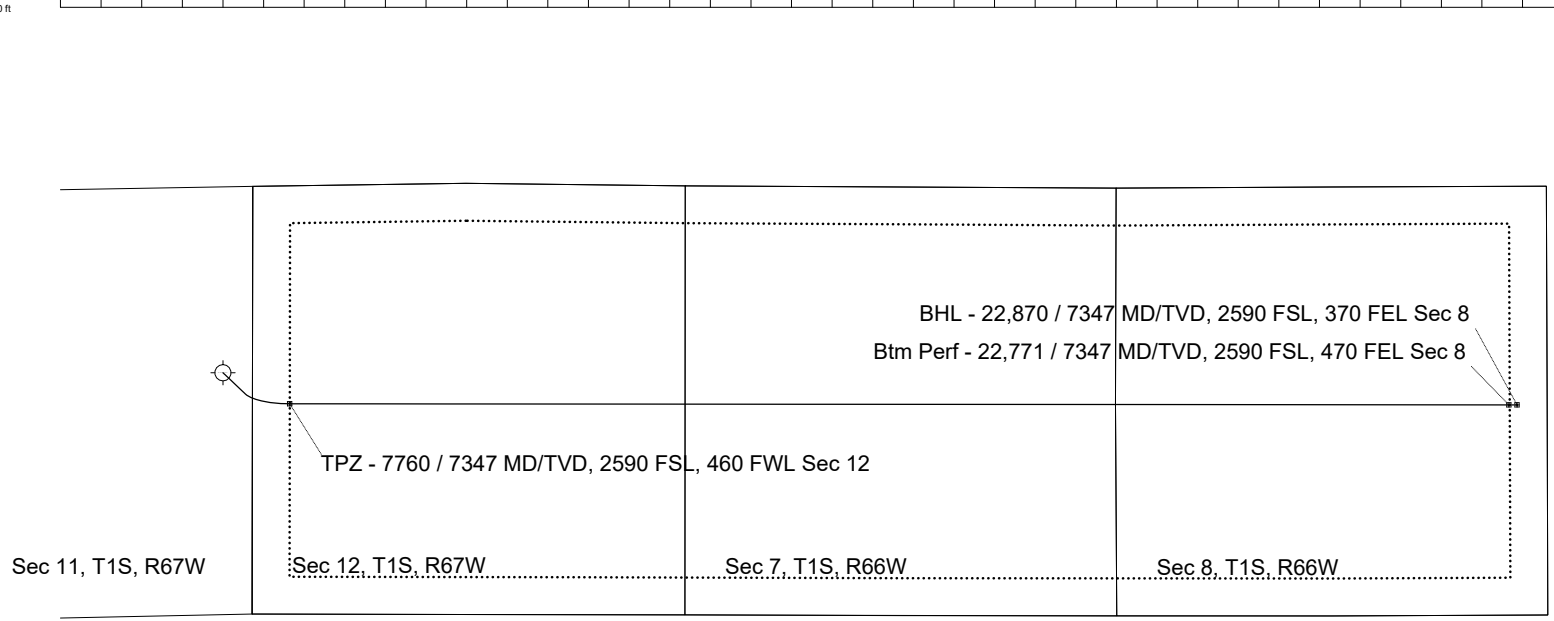 0 ft
BHL - 22,870 / 7347 MD/TVD, 2590 FSL, 370 FEL Sec 8
Btm Perf - 22,771 / 7347 MD/TVD, 2590 FSL, 470 FEL Sec 8
TPZ - 7760 / 7347 MD/TVD, 2590 FSL, 460 FWL Sec 12
Sec 11, T1S, R67W
Sec 12, T1S, R67W
Sec 7, T1S, R66W
Sec 8, T1S, R66W